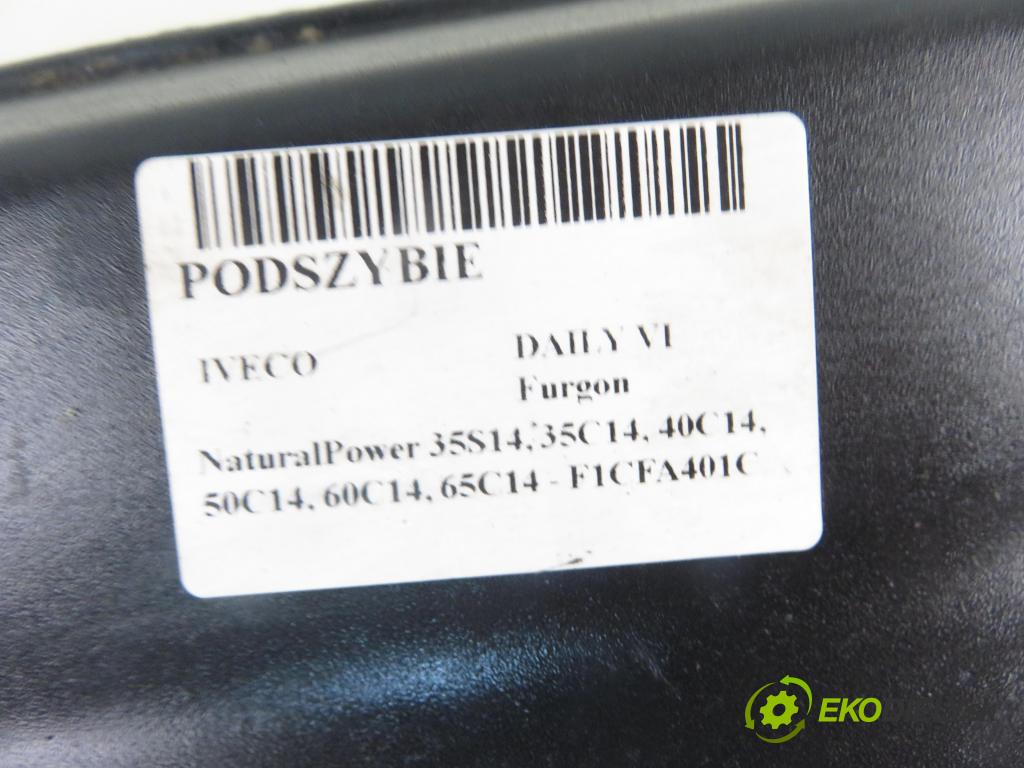 PODSZYBIE
IVECO
DAILY VI
Furgon
NaturalPower 35S14, 35C14, 40C14,
50C14, 60C14, 65C14 - F1CFA401C
EKO